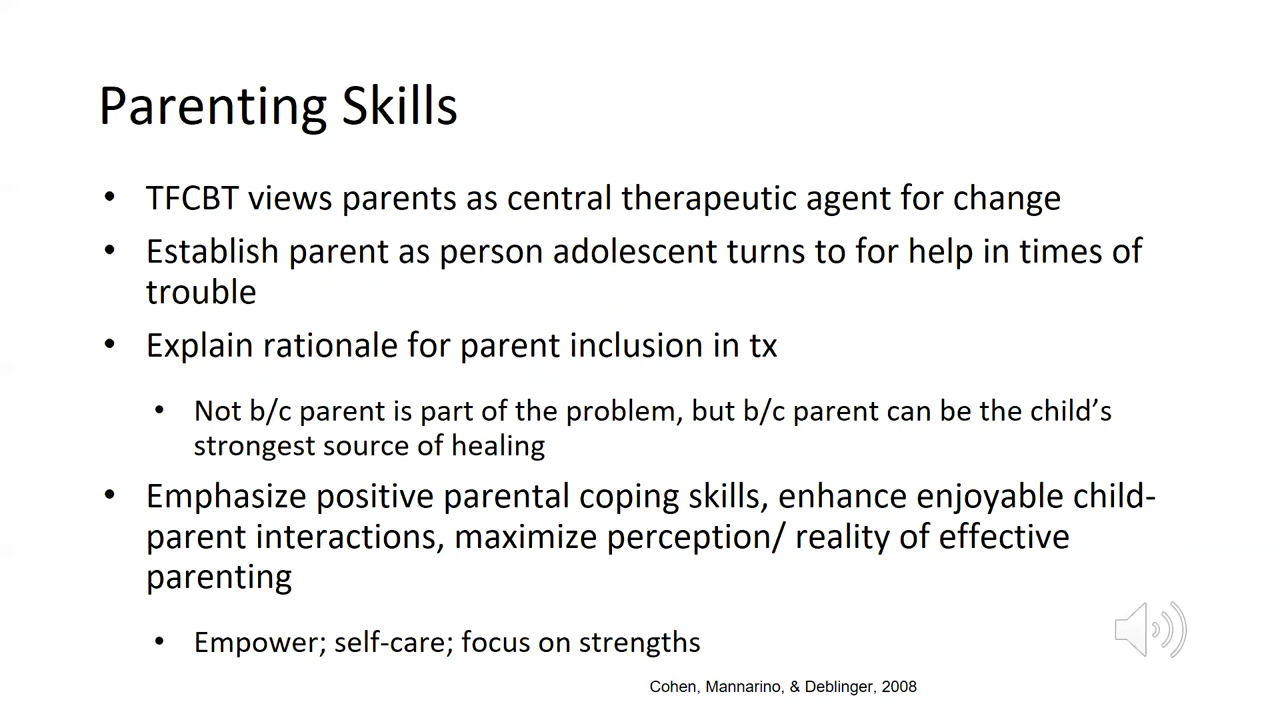 Parenting Skills
• TFCBT views parents as central therapeutic agent for change
• Establish parent as person adolescent turns to for help in times of
trouble
• Explain rationale for parent inclusion in tx
• Not b/c parent is part of the problem, but b/c parent can be the child’s
strongest source of healing
• Emphasize positive parental coping skills, enhance enjoyable child-
parent interactions, maximize perception/ reality of effective
parenting
• Empower; self-care; focus on strengths
Cohen, Mannarino, & Deblinger, 2008